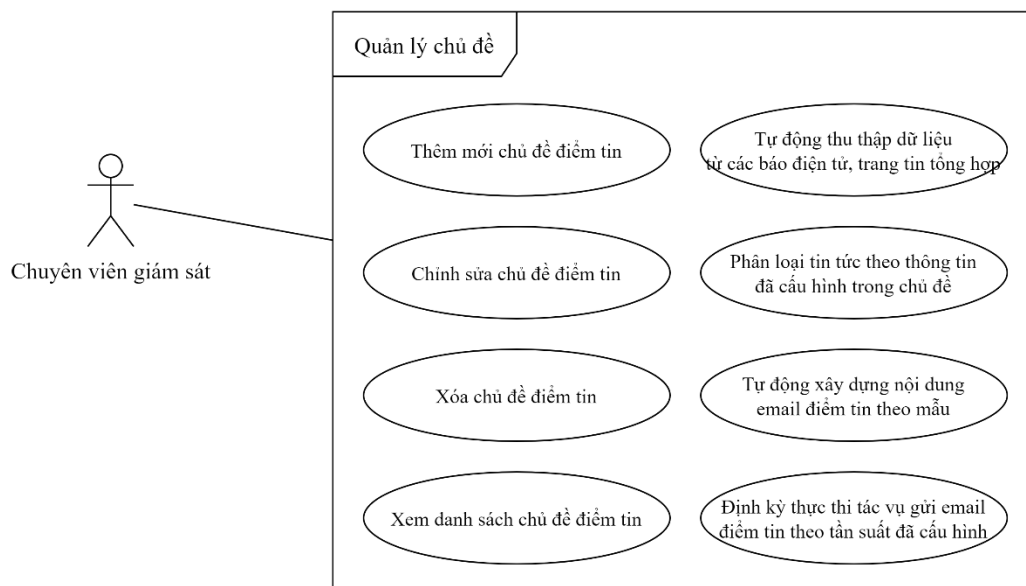 Quản lý chủ đề
Thêm mới chủ đề điểm tin
Tự động thu thập dữ liệu
từ các báo điện tử, trang tin tổng hợp
Chuyên viên giám sát
Chỉnh sửa chủ đề điểm tin
Phân loại tin tức theo thông tin
đã cấu hình trong chủ đề
Xóa chủ đề điểm tin
Tự động xây dựng nội dung
email điểm tin theo mẫu
Xem danh sách chủ đề điểm tin
Định kỳ thực thi tác vụ gửi email
điểm tin theo tần suất đã cấu hình